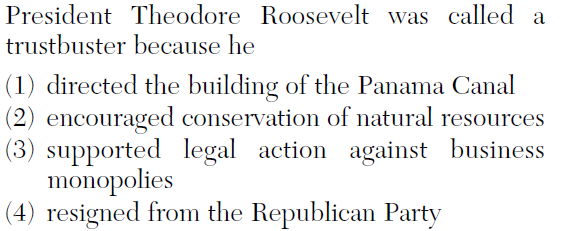 President Theodore Roosevelt was called a
trustbuster because he
(1) directed the building of the Panama Canal
(2) encouraged conservation of natural resources
(3) supported legal action against business
monopolies
(4) resigned from the Republican Party